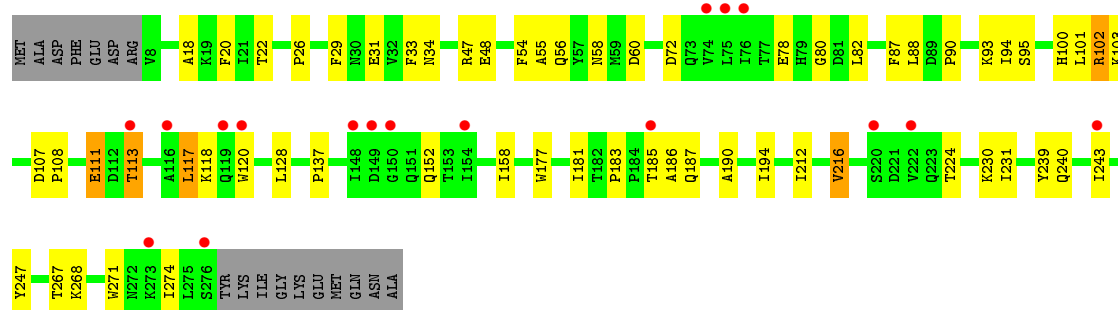 MET ALA ASP PHE GLU ASP ARG V8 A18 K19 F20 I21 T22 P26 F29 N30 E31 V32 F33 N34 R47 E48 F54 A55 Q56 Y57 N58 M59 D60 D72 Q73 V74 L75 I76 T77 E78 H79 G80 D81 L82 F87 L88 D89 P90 K93 I94 S95 H100 L101 R102 K103
D107 P108 E111 D112 T113 A116 L117 K118 Q119 W120 L128 P137 I148 D149 G150 Q151 Q152 T153 I154 I158 W177 I181 T182 P183 P184 T185 A186 Q187 A190 I194 I212 V216 S220 D221 V222 Q223 T224 K230 I231 Y239 Q240 I243
Y247 T267 K268 W271 N272 K273 I274 L275 S276 TYR LYS ILE GLY LYS GLU MET GLN ASN ALA